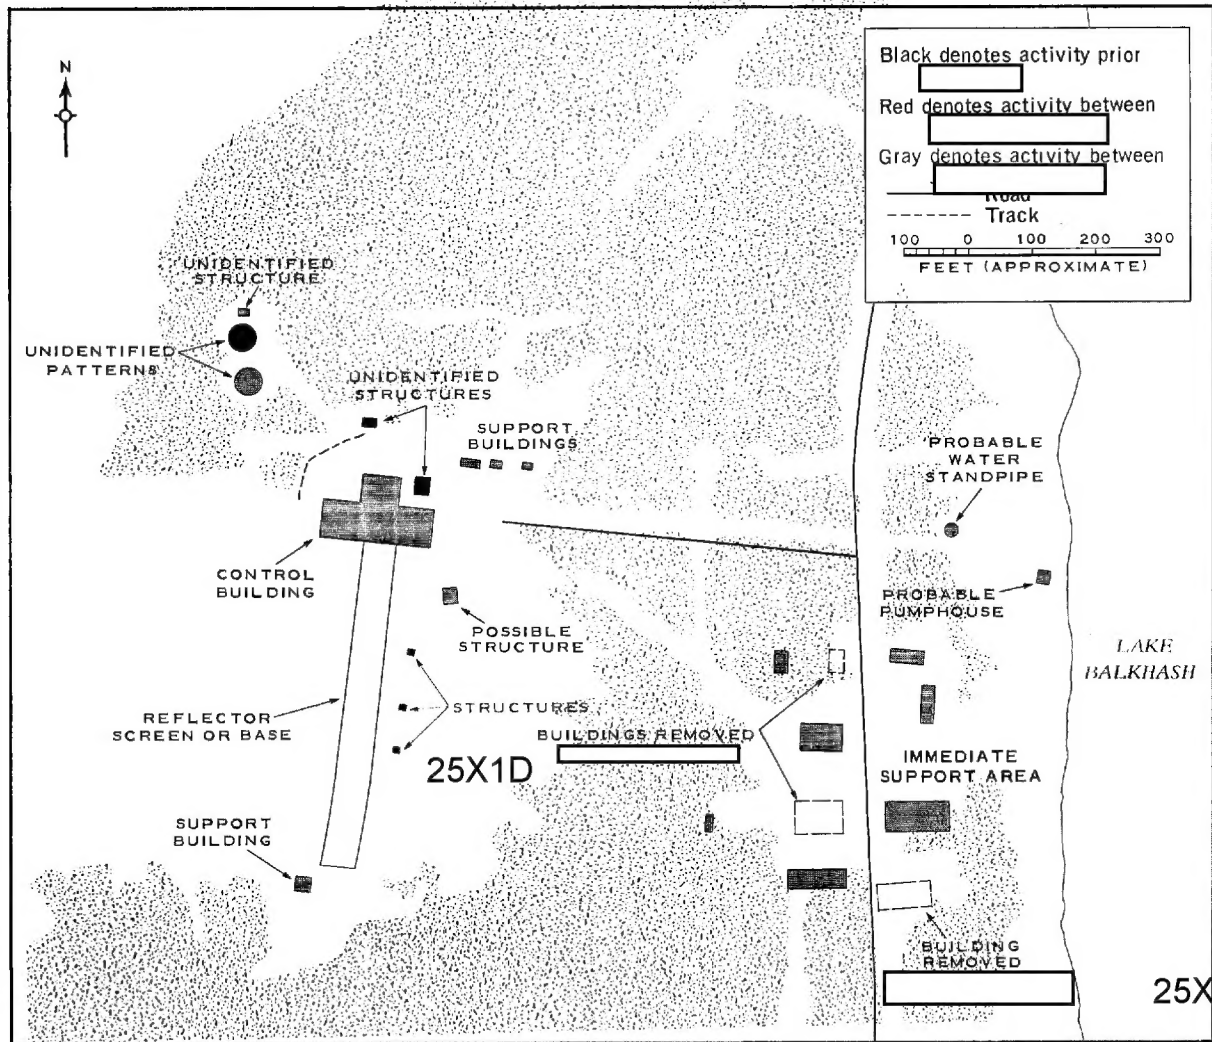 N
Black denotes activity prior
Red denotes activity between
Gray denotes activity between
Road
Track
100 0 100 200 300
FEET (APPROXIMATE)
UNIDENTIFIED
STRUCTURE
UNIDENTIFIED
PATTERNS
UNIDENTIFIED
STRUCTURES
SUPPORT
BUILDINGS
PROBABLE
WATER
STANDPIPE
CONTROL
BUILDING
POSSIBLE
STRUCTURE
PROBABLE
PUMPHOUSE
LAKE
BALKHASH
REFLECTOR
SCREEN OR BASE
STRUCTURES
BUILDINGS REMOVED
25X1D
IMMEDIATE
SUPPORT AREA
SUPPORT
BUILDING
BUILDING
REMOVED
25X